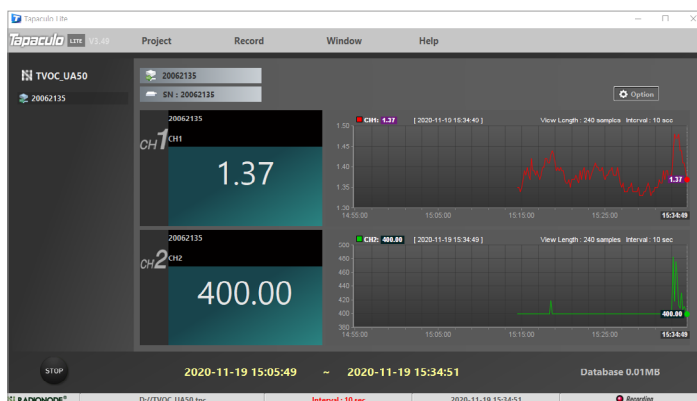 Tapaculo Lite
Tapaculo LITE V1.49 Project Record Window Help
TVOC_UA50
20062135
20062135
SN : 20062135
Option
20062135
CH1
CH1
1.37
CH1: 1.37 [ 2020-11-19 15:34:49 ] View Length : 240 samples Interval : 10 sec
1.50
1.45
1.40
1.35
1.30
1.37
14:55:00 15:05:00 15:15:00 15:25:00 15:34:49
20062135
CH2
CH2
400.00
CH2: 400.00 [ 2020-11-19 15:34:49 ] View Length : 240 samples Interval : 10 sec
500
480
460
440
420
400
380
400.00
14:55:00 15:05:00 15:15:00 15:25:00 15:34:49
STOP
2020-11-19 15:05:49 ~ 2020-11-19 15:34:51
Database 0.01MB
RADIONODE® D://TVOC_UA50.tpc Interval : 10 sec 2020-11-19 15:34:51 Recording